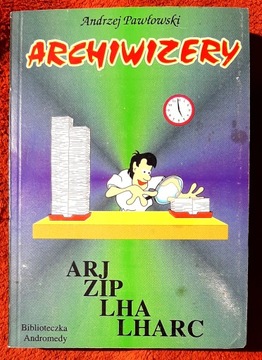 Andrzej Pawłowski
ARCHIWIZERY
ARJ
ZIP
LHA
LHARC
Biblioteczka
Andromedy